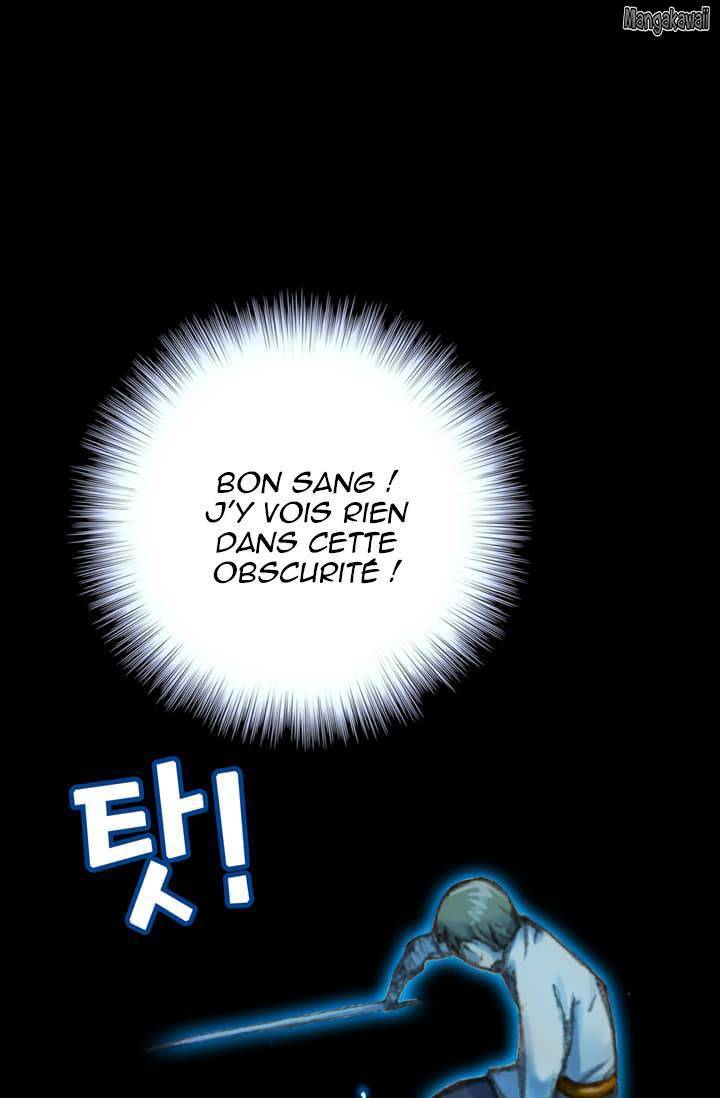 Mangakawaii
BON SANG !
J'Y VOIS RIEN
DANS CETTE
OBSCURITÉ !
탓!